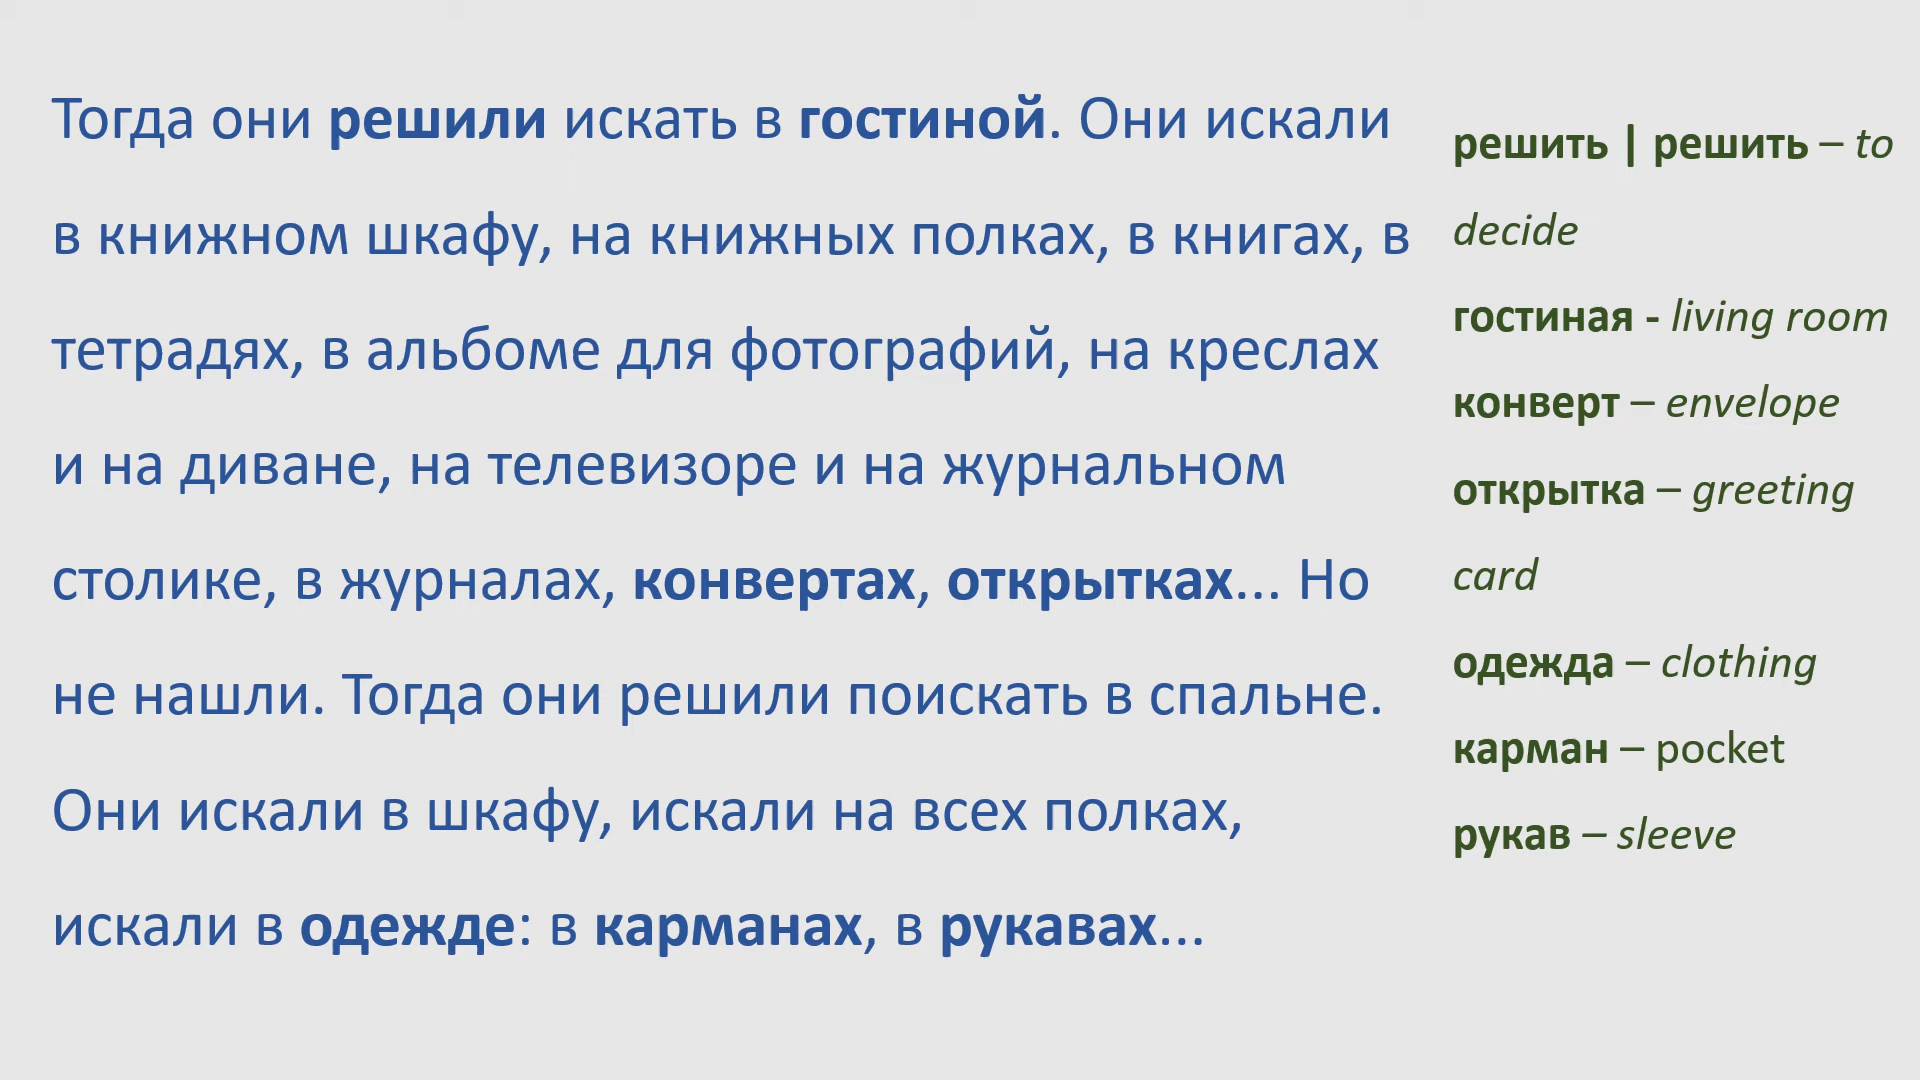 Тогда они решили искать в гостиной. Они искали
в книжном шкафу, на книжных полках, в книгах, в
тетрадях, в альбоме для фотографий, на креслах
и на диване, на телевизоре и на журнальном
столике, в журналах, конвертах, открытках... Но
не нашли. Тогда они решили поискать в спальне.
Они искали в шкафу, искали на всех полках,
искали в одежде: в карманах, в рукавах...
решить | решить – to
decide
гостиная - living room
конверт – envelope
открытка – greeting
card
одежда – clothing
карман – pocket
рукав – sleeve